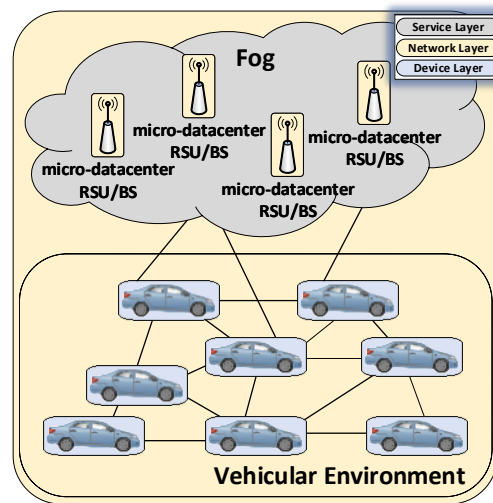 Service Layer
Network Layer
Device Layer
Fog
micro-datacenter
RSU/BS
micro-datacenter
RSU/BS
micro-datacenter
RSU/BS
micro-datacenter
RSU/BS
Vehicular Environment